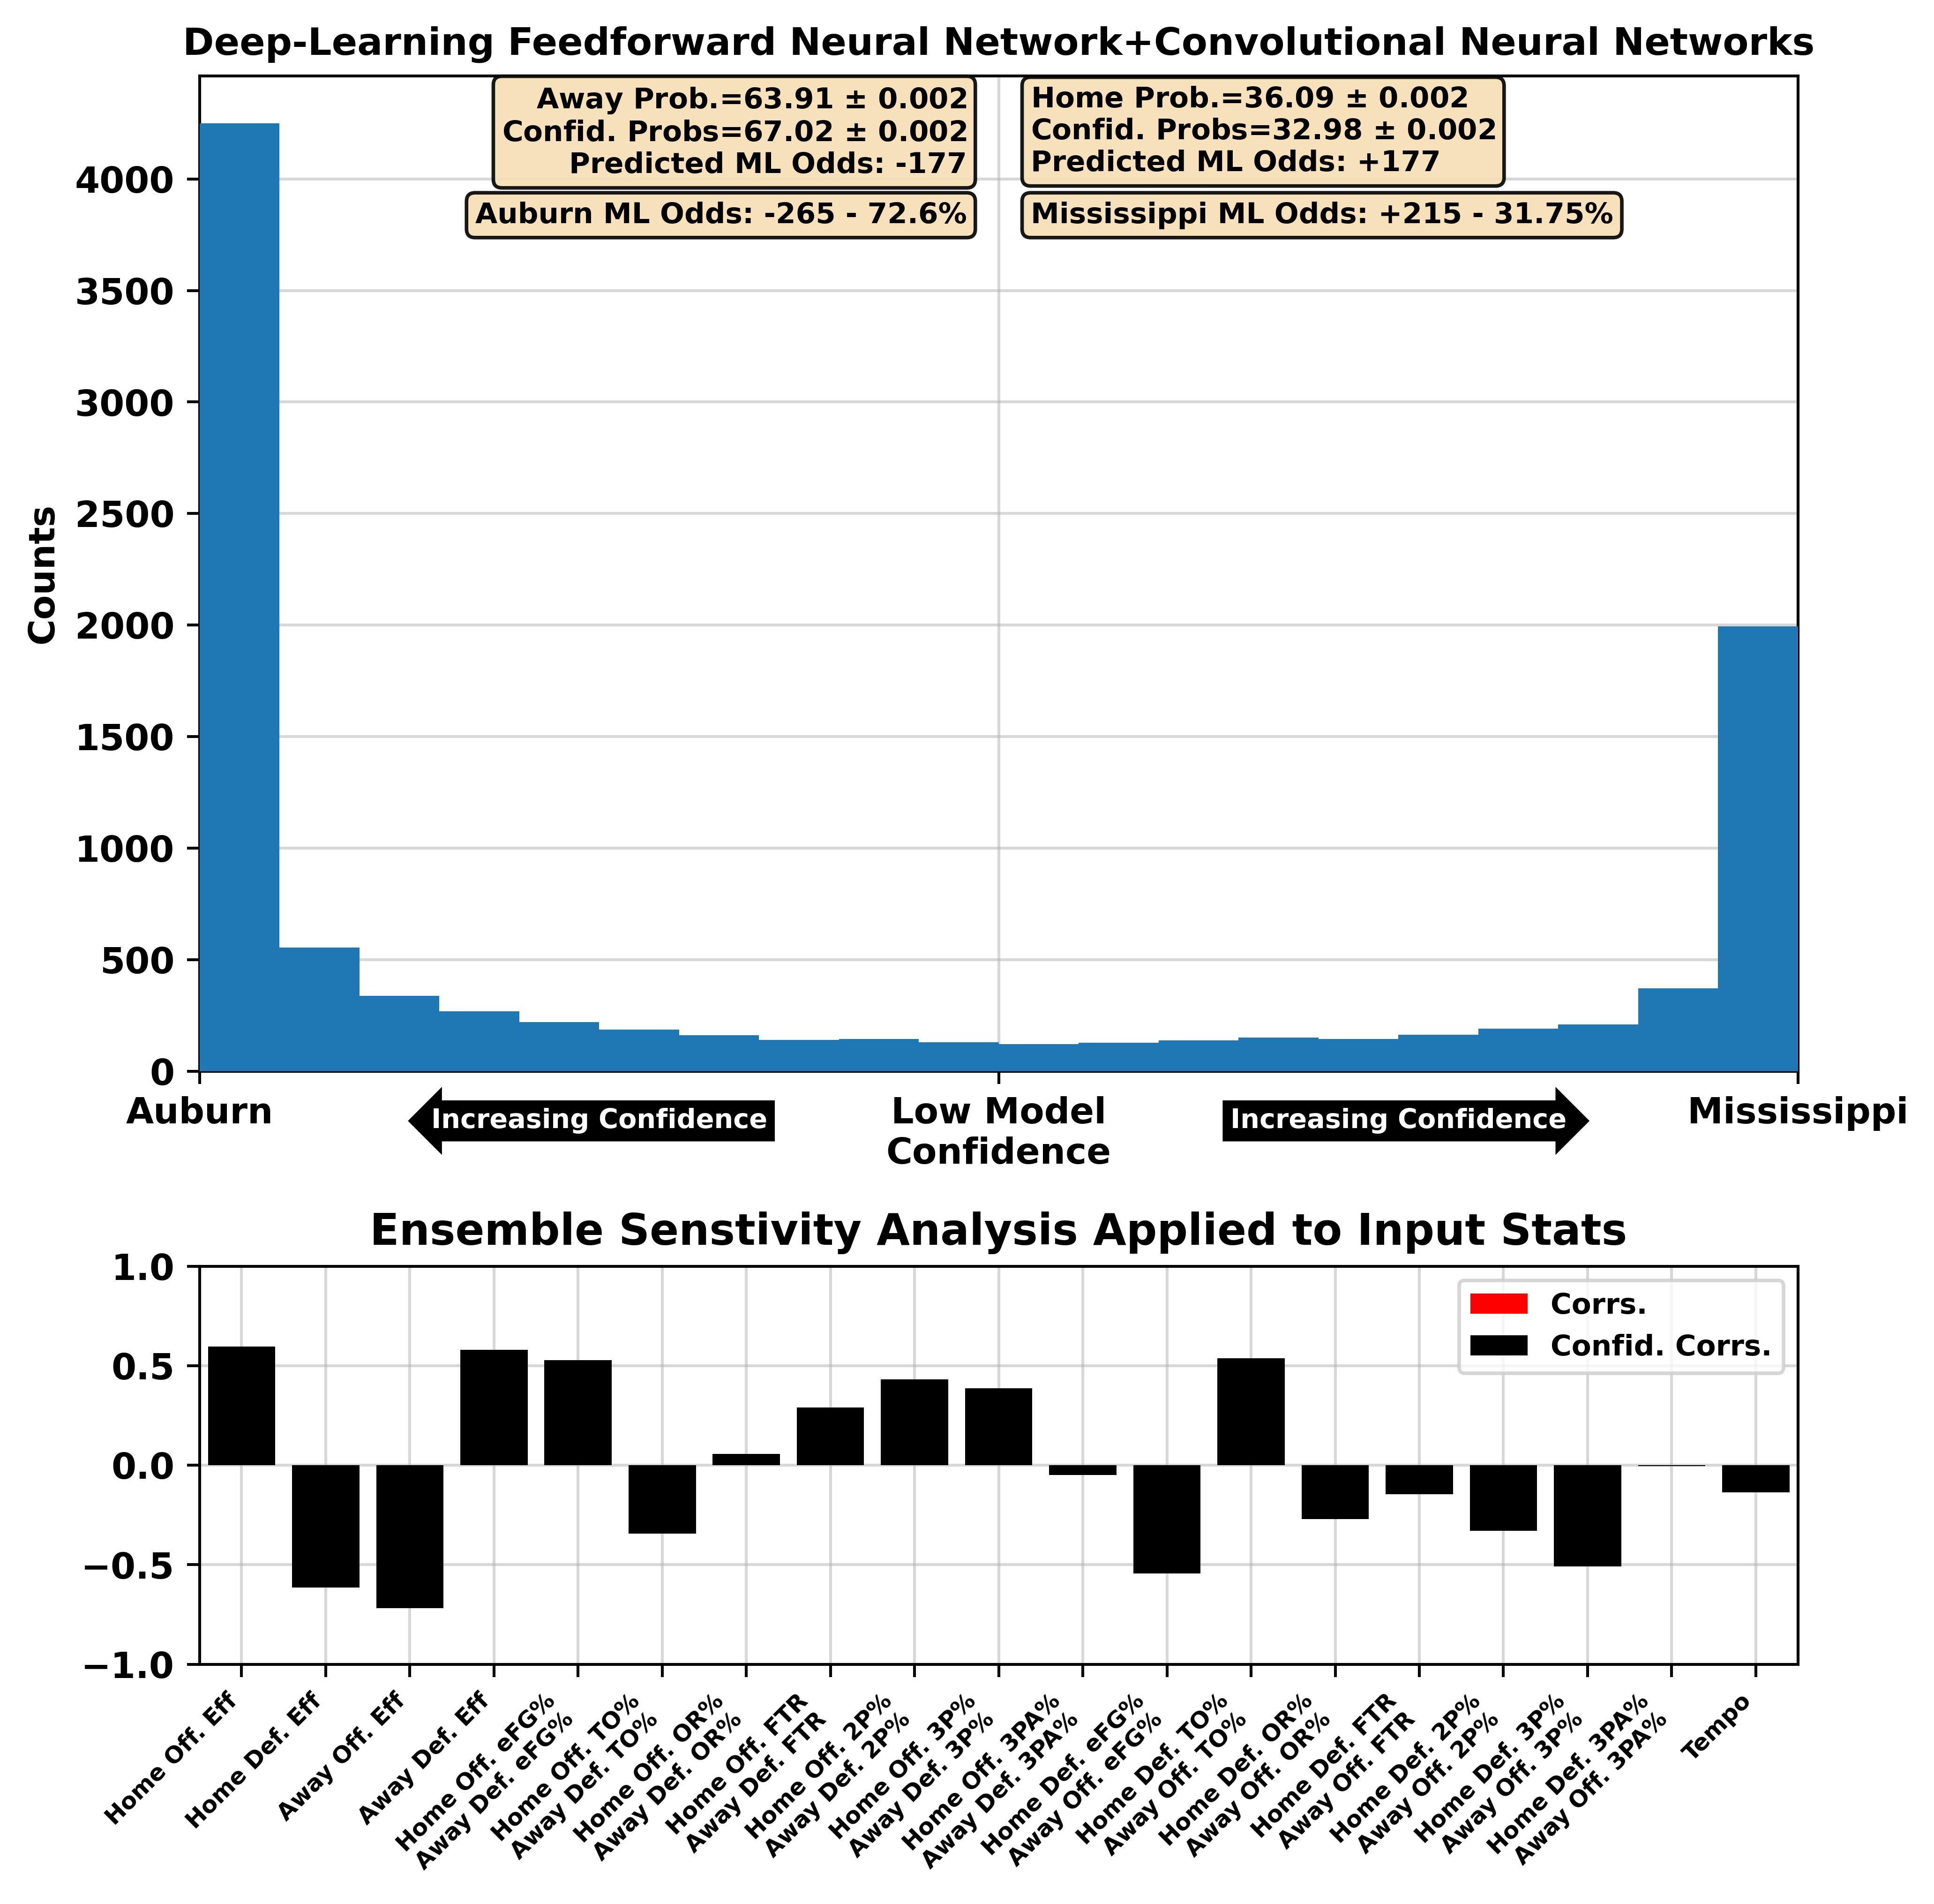 Deep-Learning Feedforward Neural Network+Convolutional Neural Networks
Away Prob.=63.91 ± 0.002
Confid. Probs=67.02 ± 0.002
Predicted ML Odds: -177
Home Prob.=36.09 ± 0.002
Confid. Probs=32.98 ± 0.002
Predicted ML Odds: +177
Auburn ML Odds: -265 - 72.6%
Mississippi ML Odds: +215 - 31.75%
Counts
4000
3500
3000
2500
2000
1500
1000
500
0
Auburn
Increasing Confidence
Low Model
Confidence
Increasing Confidence
Mississippi
Ensemble Senstivity Analysis Applied to Input Stats
1.0
0.5
0.0
−0.5
−1.0
Corrs.
Confid. Corrs.
Home Off. Eff
Home Def. Eff
Away Off. Eff
Away Def. Eff
Home Off. eFG%
Away Def. eFG%
Home Off. TO%
Away Def. TO%
Home Off. OR%
Away Def. OR%
Home Off. FTR
Away Def. FTR
Home Off. 2P%
Away Def. 2P%
Home Off. 3P%
Away Def. 3P%
Home Off. 3PA%
Away Def. 3PA%
Home Def. eFG%
Away Off. eFG%
Home Def. TO%
Away Off. TO%
Home Def. OR%
Away Off. OR%
Home Def. FTR
Away Off. FTR
Home Def. 2P%
Away Off. 2P%
Home Def. 3P%
Away Off. 3P%
Home Def. 3PA%
Away Off. 3PA%
Tempo